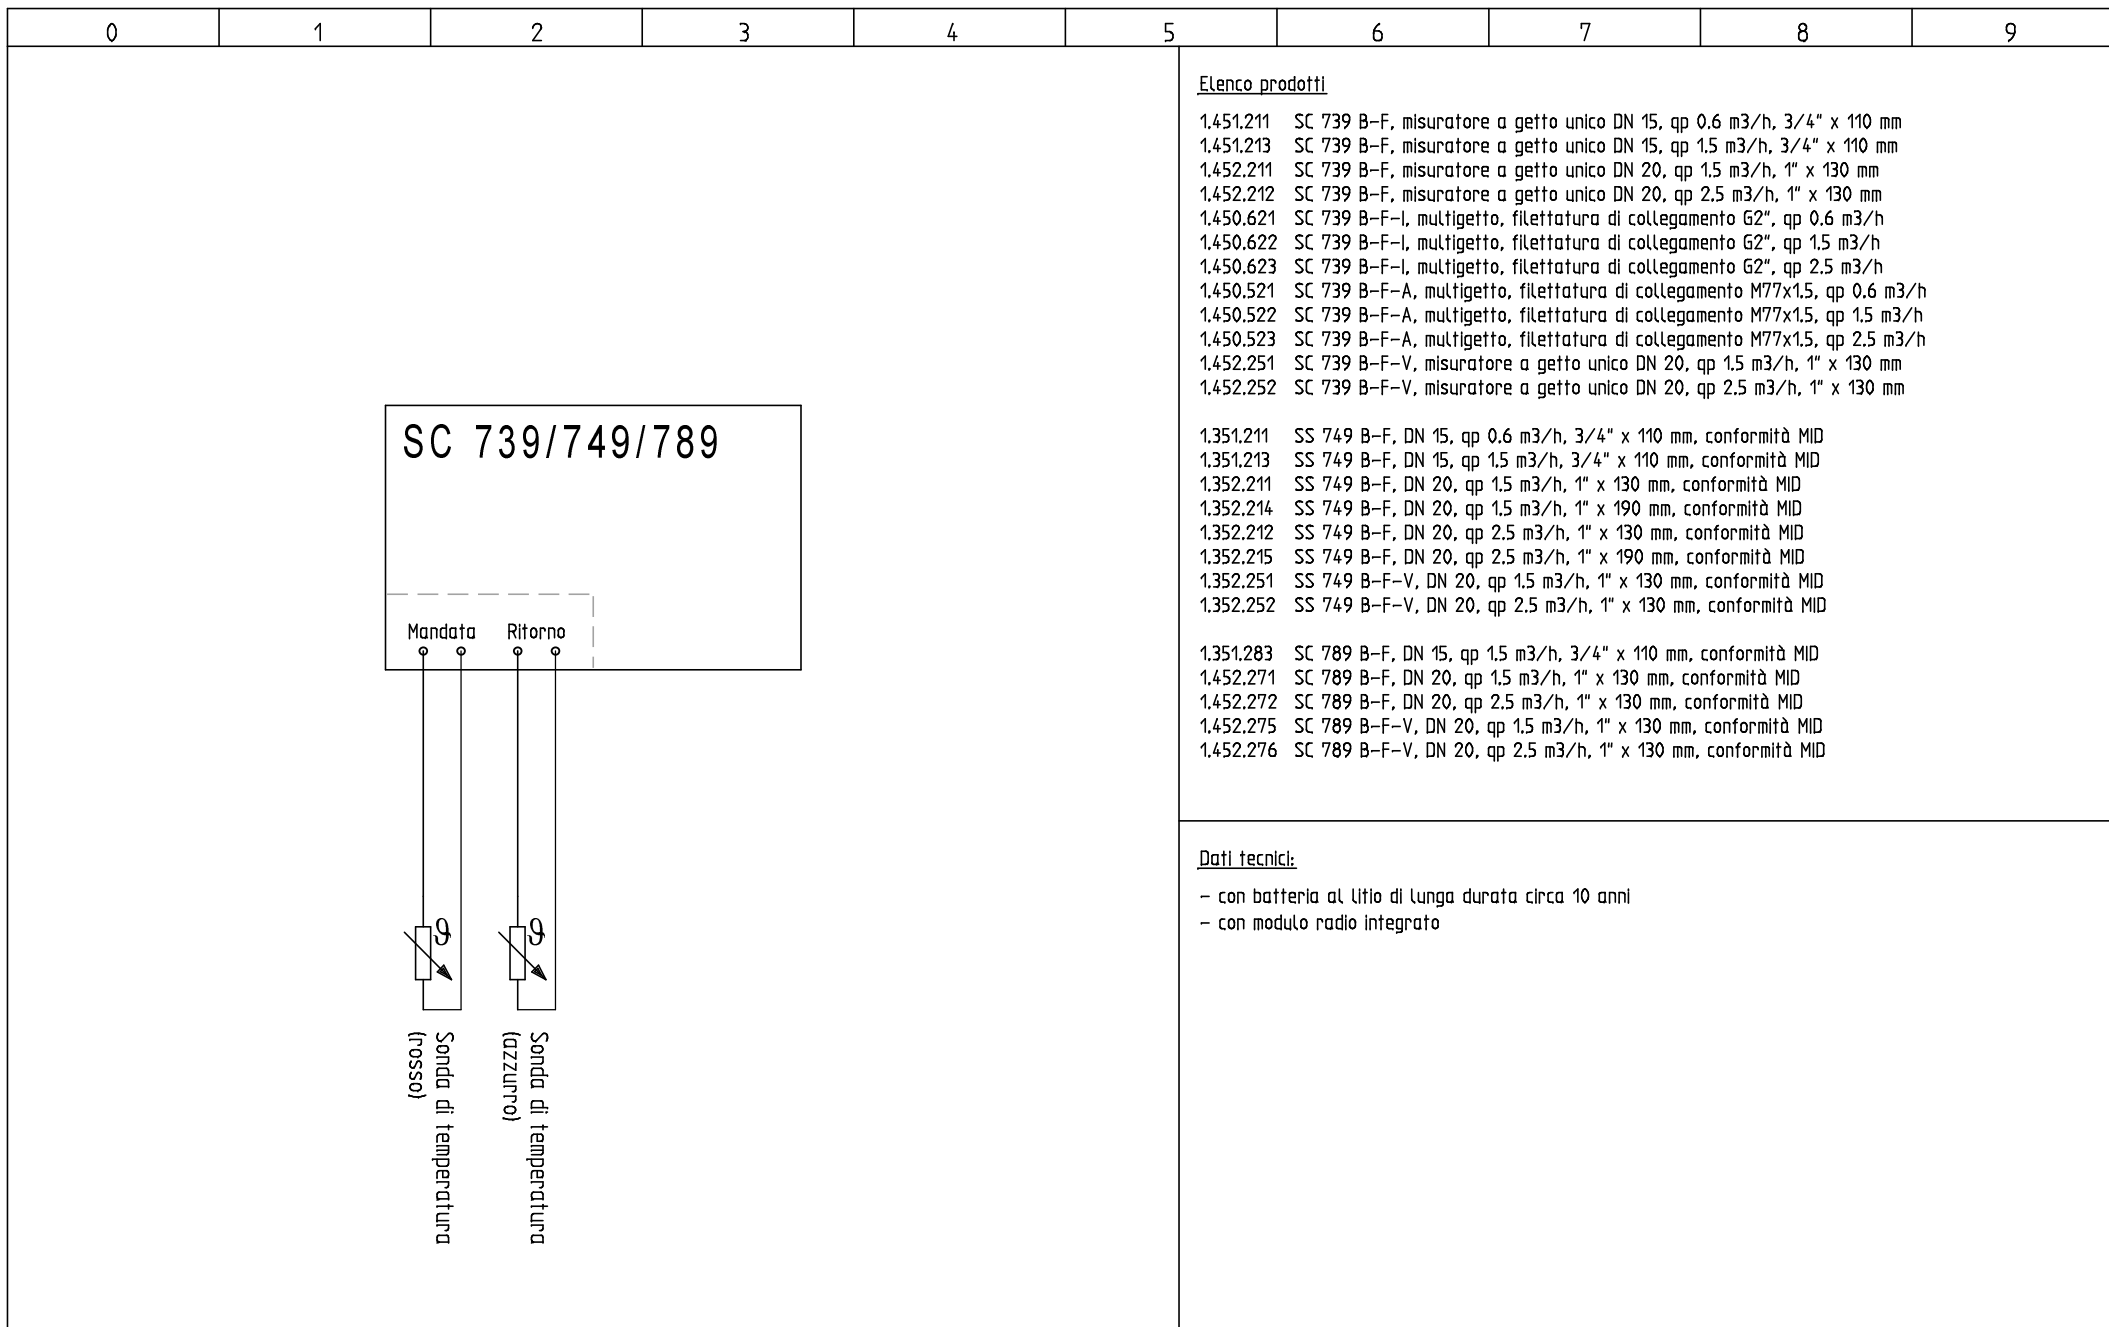 0 1 2 3 4 5 6 7 8 9
SC 739/749/789
Mandata Ritorno
ϑ ϑ
Sonda di temperatura
(rosso)
Sonda di temperatura
(azzurro)
Elenco prodotti
1.451.211 SC 739 B-F, misuratore a getto unico DN 15, qp 0.6 m3/h, 3/4" x 110 mm
1.451.213 SC 739 B-F, misuratore a getto unico DN 15, qp 1.5 m3/h, 3/4" x 110 mm
1.452.211 SC 739 B-F, misuratore a getto unico DN 20, qp 1.5 m3/h, 1" x 130 mm
1.452.212 SC 739 B-F, misuratore a getto unico DN 20, qp 2.5 m3/h, 1" x 130 mm
1.450.621 SC 739 B-F-I, multigetto, filettatura di collegamento G2", qp 0.6 m3/h
1.450.622 SC 739 B-F-I, multigetto, filettatura di collegamento G2", qp 1.5 m3/h
1.450.623 SC 739 B-F-I, multigetto, filettatura di collegamento G2", qp 2.5 m3/h
1.450.521 SC 739 B-F-A, multigetto, filettatura di collegamento M77x1.5, qp 0.6 m3/h
1.450.522 SC 739 B-F-A, multigetto, filettatura di collegamento M77x1.5, qp 1.5 m3/h
1.450.523 SC 739 B-F-A, multigetto, filettatura di collegamento M77x1.5, qp 2.5 m3/h
1.452.251 SC 739 B-F-V, misuratore a getto unico DN 20, qp 1.5 m3/h, 1" x 130 mm
1.452.252 SC 739 B-F-V, misuratore a getto unico DN 20, qp 2.5 m3/h, 1" x 130 mm
1.351.211 SS 749 B-F, DN 15, qp 0.6 m3/h, 3/4" x 110 mm, conformità MID
1.351.213 SS 749 B-F, DN 15, qp 1.5 m3/h, 3/4" x 110 mm, conformità MID
1.352.211 SS 749 B-F, DN 20, qp 1.5 m3/h, 1" x 130 mm, conformità MID
1.352.214 SS 749 B-F, DN 20, qp 1.5 m3/h, 1" x 190 mm, conformità MID
1.352.212 SS 749 B-F, DN 20, qp 2.5 m3/h, 1" x 130 mm, conformità MID
1.352.215 SS 749 B-F, DN 20, qp 2.5 m3/h, 1" x 190 mm, conformità MID
1.352.251 SS 749 B-F-V, DN 20, qp 1.5 m3/h, 1" x 130 mm, conformità MID
1.352.252 SS 749 B-F-V, DN 20, qp 2.5 m3/h, 1" x 130 mm, conformità MID
1.351.283 SC 789 B-F, DN 15, qp 1.5 m3/h, 3/4" x 110 mm, conformità MID
1.452.271 SC 789 B-F, DN 20, qp 1.5 m3/h, 1" x 130 mm, conformità MID
1.452.272 SC 789 B-F, DN 20, qp 2.5 m3/h, 1" x 130 mm, conformità MID
1.452.275 SC 789 B-F-V, DN 20, qp 1.5 m3/h, 1" x 130 mm, conformità MID
1.452.276 SC 789 B-F-V, DN 20, qp 2.5 m3/h, 1" x 130 mm, conformità MID
Dati tecnici:
- con batteria al litio di lunga durata circa 10 anni
- con modulo radio integrato